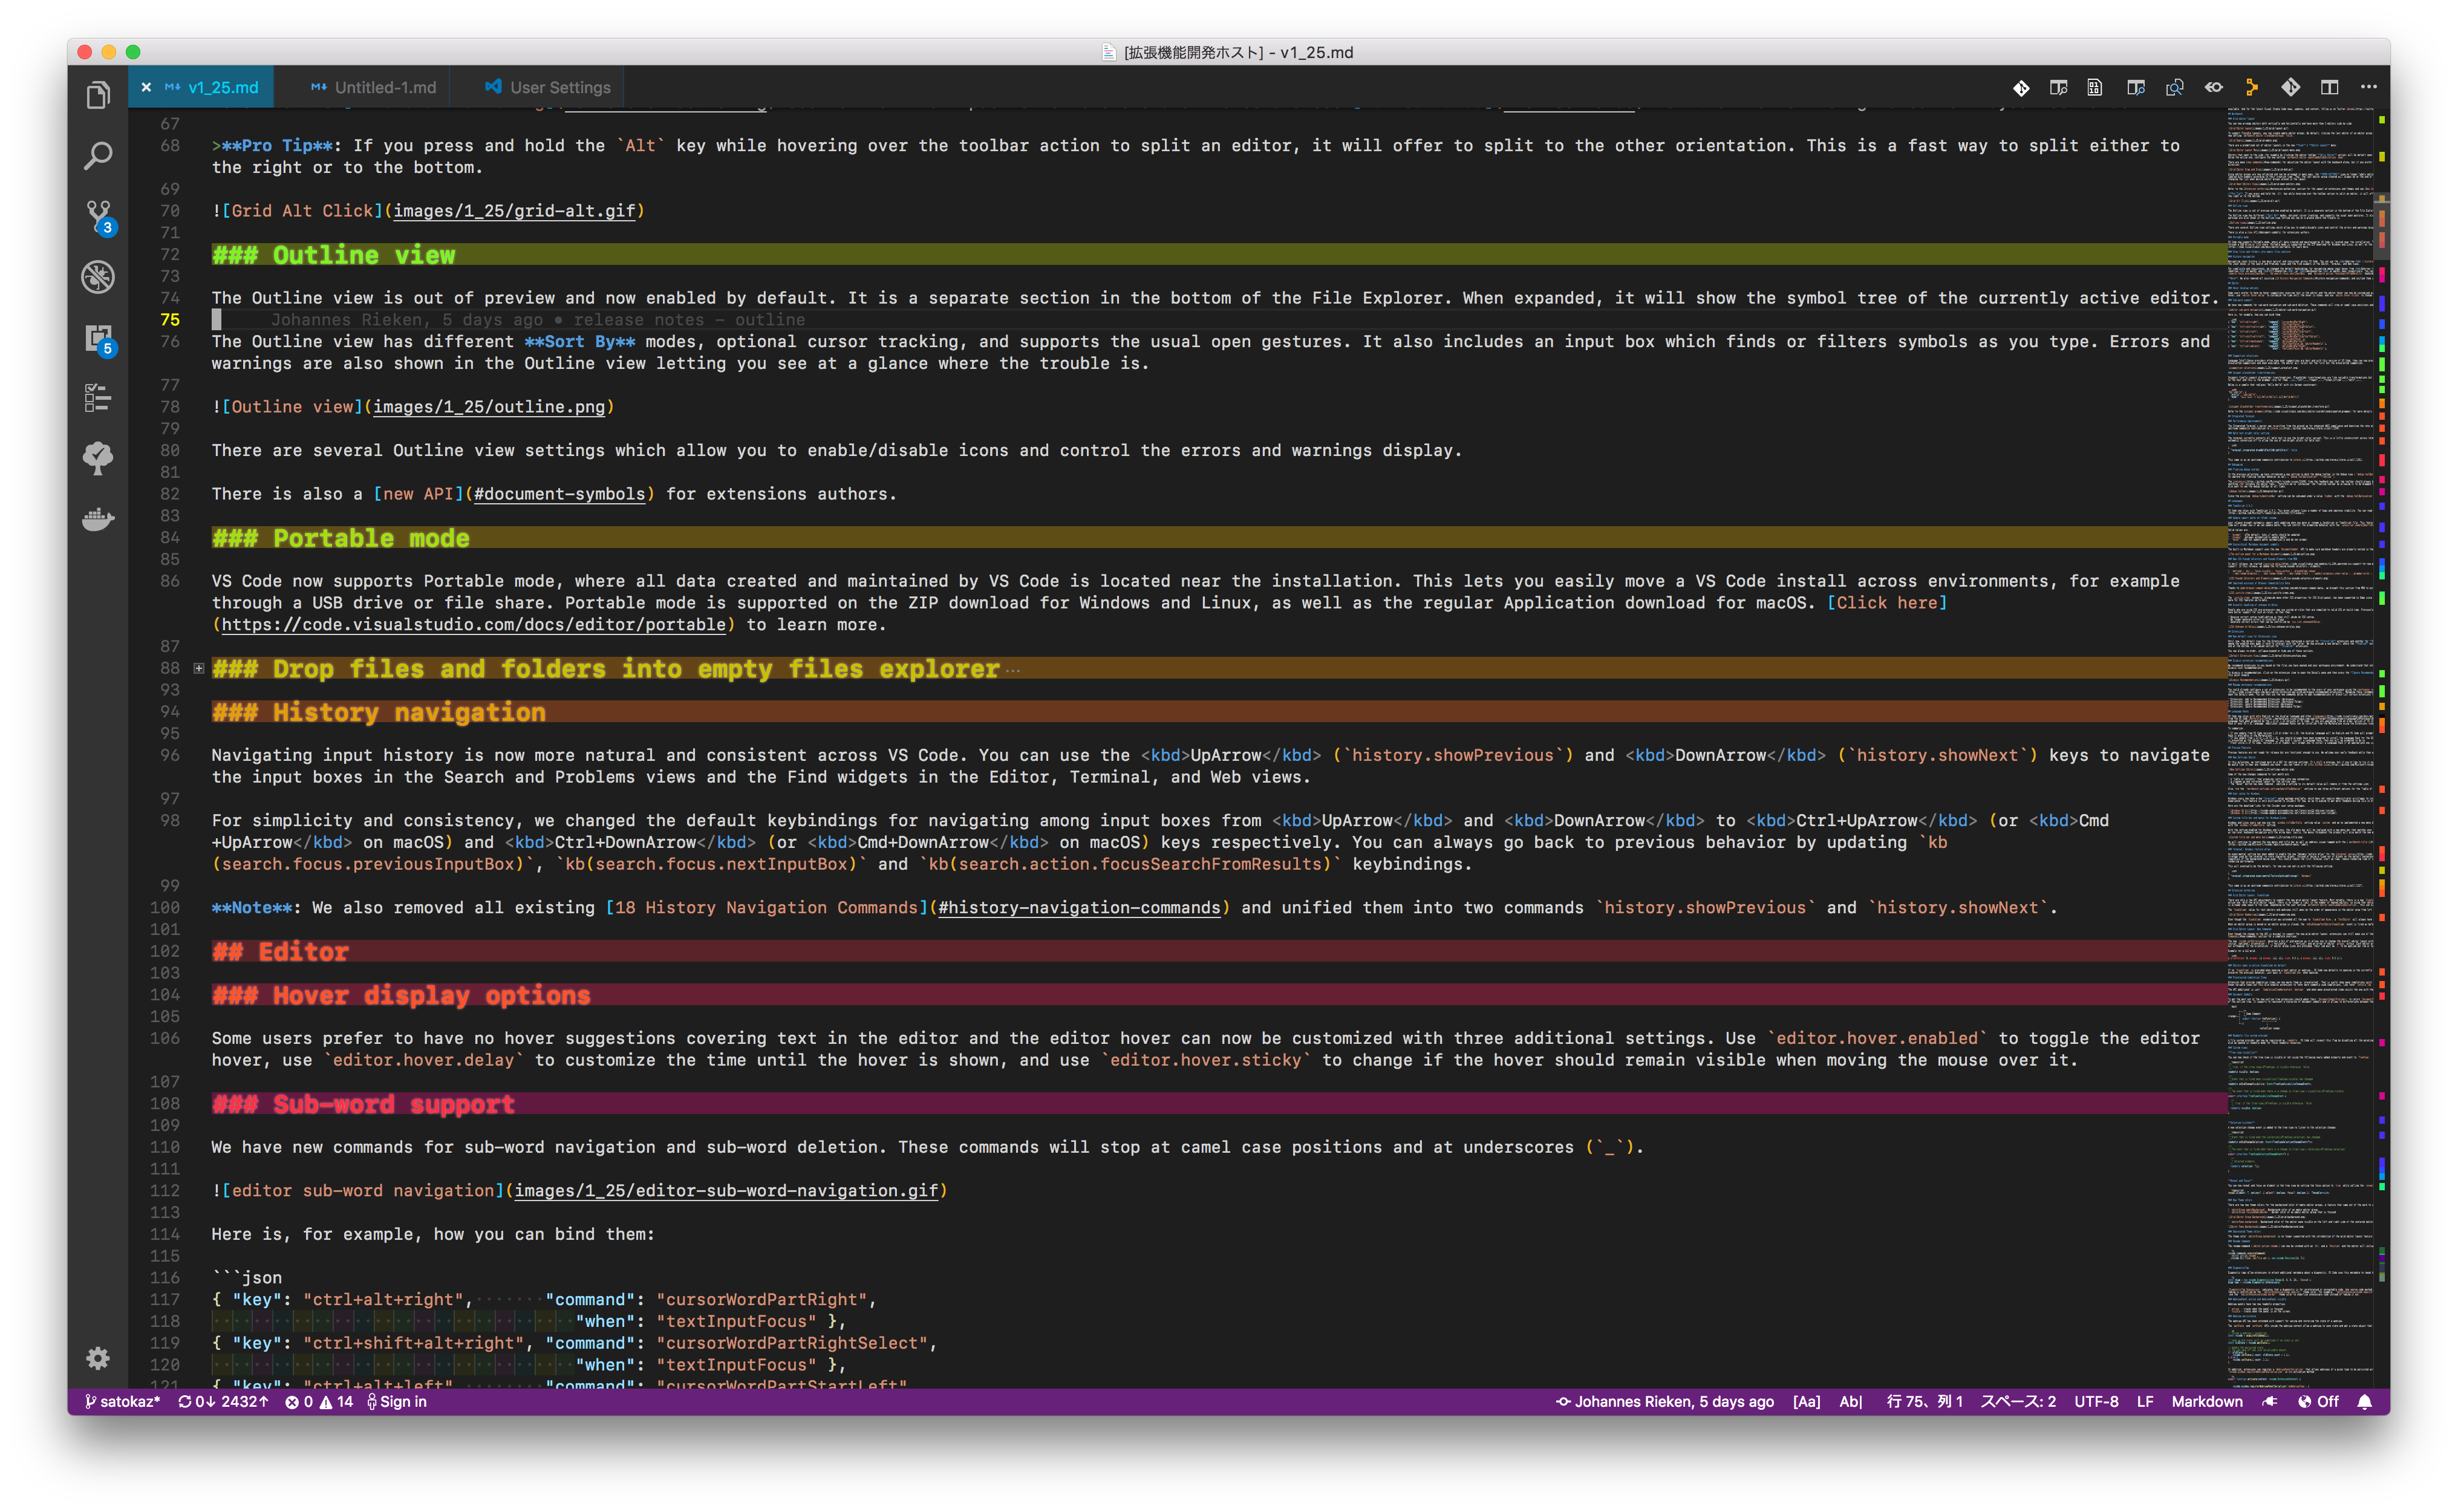 [拡張機能開発ホスト] - v1_25.md
v1_25.md
Untitled-1.md
User Settings
67
68 >**Pro Tip**: If you press and hold the `Alt` key while hovering over the toolbar action to split an editor, it will offer to split to the other orientation. This is a fast way to split either to
the right or to the bottom.
69
70 ![Grid Alt Click](images/1_25/grid-alt.gif)
71
72 ### Outline view
73
74 The Outline view is out of preview and now enabled by default. It is a separate section in the bottom of the File Explorer. When expanded, it will show the symbol tree of the currently active editor.
75 Johannes Rieken, 5 days ago • release notes - outline
76 The Outline view has different **Sort By** modes, optional cursor tracking, and supports the usual open gestures. It also includes an input box which finds or filters symbols as you type. Errors and
warnings are also shown in the Outline view letting you see at a glance where the trouble is.
77
78 ![Outline view](images/1_25/outline.png)
79
80 There are several Outline view settings which allow you to enable/disable icons and control the errors and warnings display.
81
82 There is also a [new API](#document-symbols) for extensions authors.
83
84 ### Portable mode
85
86 VS Code now supports Portable mode, where all data created and maintained by VS Code is located near the installation. This lets you easily move a VS Code install across environments, for example
through a USB drive or file share. Portable mode is supported on the ZIP download for Windows and Linux, as well as the regular Application download for macOS. [Click here]
(https://code.visualstudio.com/docs/editor/portable) to learn more.
87
88 ### Drop files and folders into empty files explorer ...
93
94 ### History navigation
95
96 Navigating input history is now more natural and consistent across VS Code. You can use the <kbd>UpArrow</kbd> (`history.showPrevious`) and <kbd>DownArrow</kbd> (`history.showNext`) keys to navigate
the input boxes in the Search and Problems views and the Find widgets in the Editor, Terminal, and Web views.
97
98 For simplicity and consistency, we changed the default keybindings for navigating among input boxes from <kbd>UpArrow</kbd> and <kbd>DownArrow</kbd> to <kbd>Ctrl+UpArrow</kbd> (or <kbd>Cmd
+UpArrow</kbd> on macOS) and <kbd>Ctrl+DownArrow</kbd> (or <kbd>Cmd+DownArrow</kbd> on macOS) keys respectively. You can always go back to previous behavior by updating `kb
(search.focus.previousInputBox)`, `kb(search.focus.nextInputBox)` and `kb(search.action.focusSearchFromResults)` keybindings.
99
100 **Note**: We also removed all existing [18 History Navigation Commands](#history-navigation-commands) and unified them into two commands `history.showPrevious` and `history.showNext`.
101
102 ## Editor
103
104 ### Hover display options
105
106 Some users prefer to have no hover suggestions covering text in the editor and the editor hover can now be customized with three additional settings. Use `editor.hover.enabled` to toggle the editor
hover, use `editor.hover.delay` to customize the time until the hover is shown, and use `editor.hover.sticky` to change if the hover should remain visible when moving the mouse over it.
107
108 ### Sub-word support
109
110 We have new commands for sub-word navigation and sub-word deletion. These commands will stop at camel case positions and at underscores (`_`).
111
112 ![editor sub-word navigation](images/1_25/editor-sub-word-navigation.gif)
113
114 Here is, for example, how you can bind them:
115
116 ```json
117 { "key": "ctrl+alt+right", "command": "cursorWordPartRight",
118 "when": "textInputFocus" },
119 { "key": "ctrl+shift+alt+right", "command": "cursorWordPartRightSelect",
120 "when": "textInputFocus" },
121 { "key": "ctrl+alt+left" "command": "cursorWordPartStartLeft"
3
5
satokaz* 0↓ 2432↑ 0 14 Sign in
Johannes Rieken, 5 days ago [Aa] Ab| 行 75、列 1 スペース: 2 UTF-8 LF Markdown Off